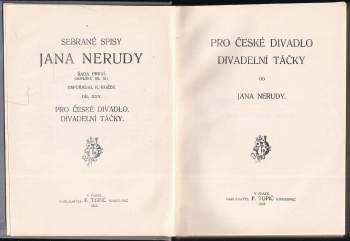 SEBRANÉ SPISY
JANA NERUDY
ŘADA PRVNÍ
USPOŘÁDAL K. ROŽEK
DÍL XXIV.
PRO ČESKÉ DIVADLO.
DIVADELNÍ TÁČKY.
V PRAZE
NAKLADATEL F. TOPIČ KNIHKUPEC
PRO ČESKÉ DIVADLO
DIVADELNÍ TÁČKY
OD
JANA NERUDY.
V PRAZE
NAKLADATEL F. TOPIČ KNIHKUPEC